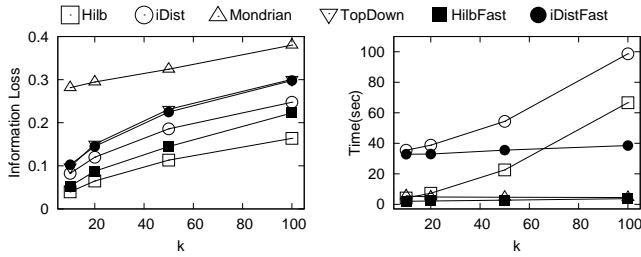 Hilb iDist Mondrian TopDown HilbFast iDistFast
Information Loss
0.4
0.3
0.2
0.1
0
20 40 60 80 100
k
Time(sec)
100
80
60
40
20
0
20 40 60 80 100
k